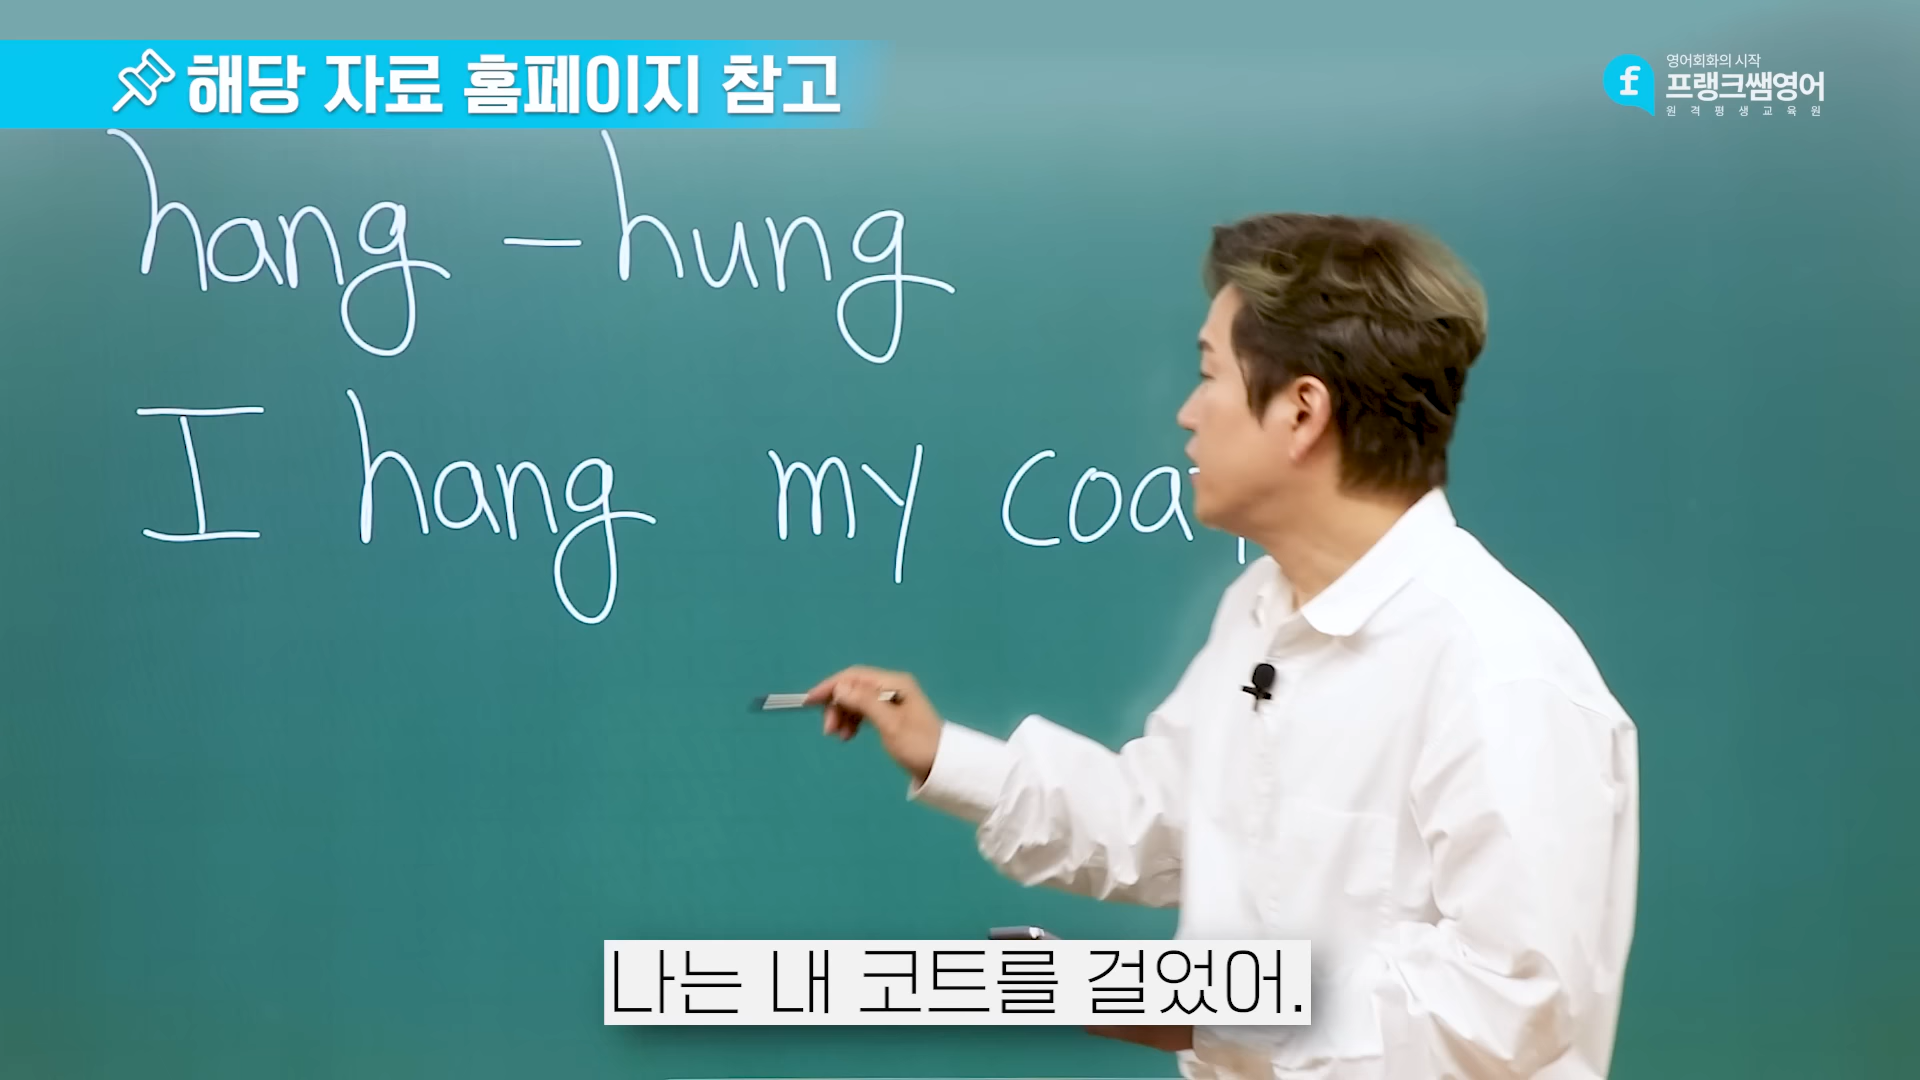 해당 자료 홈페이지 참고
영어회화의 시작
프랭크쌤영어
원격평생교육원
hang - hung
I hang my coat
나는 내 코트를 걸었어.